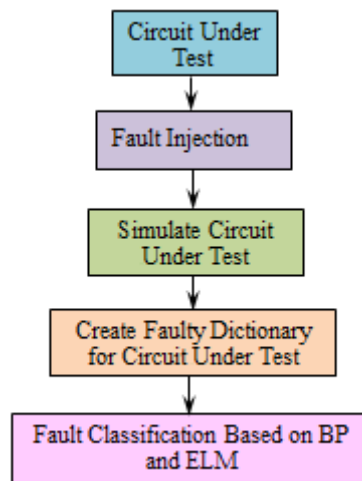 Circuit Under
Test
Fault Injection
Simulate Circuit
Under Test
Create Faulty Dictionary
for Circuit Under Test
Fault Classification Based on BP
and ELM